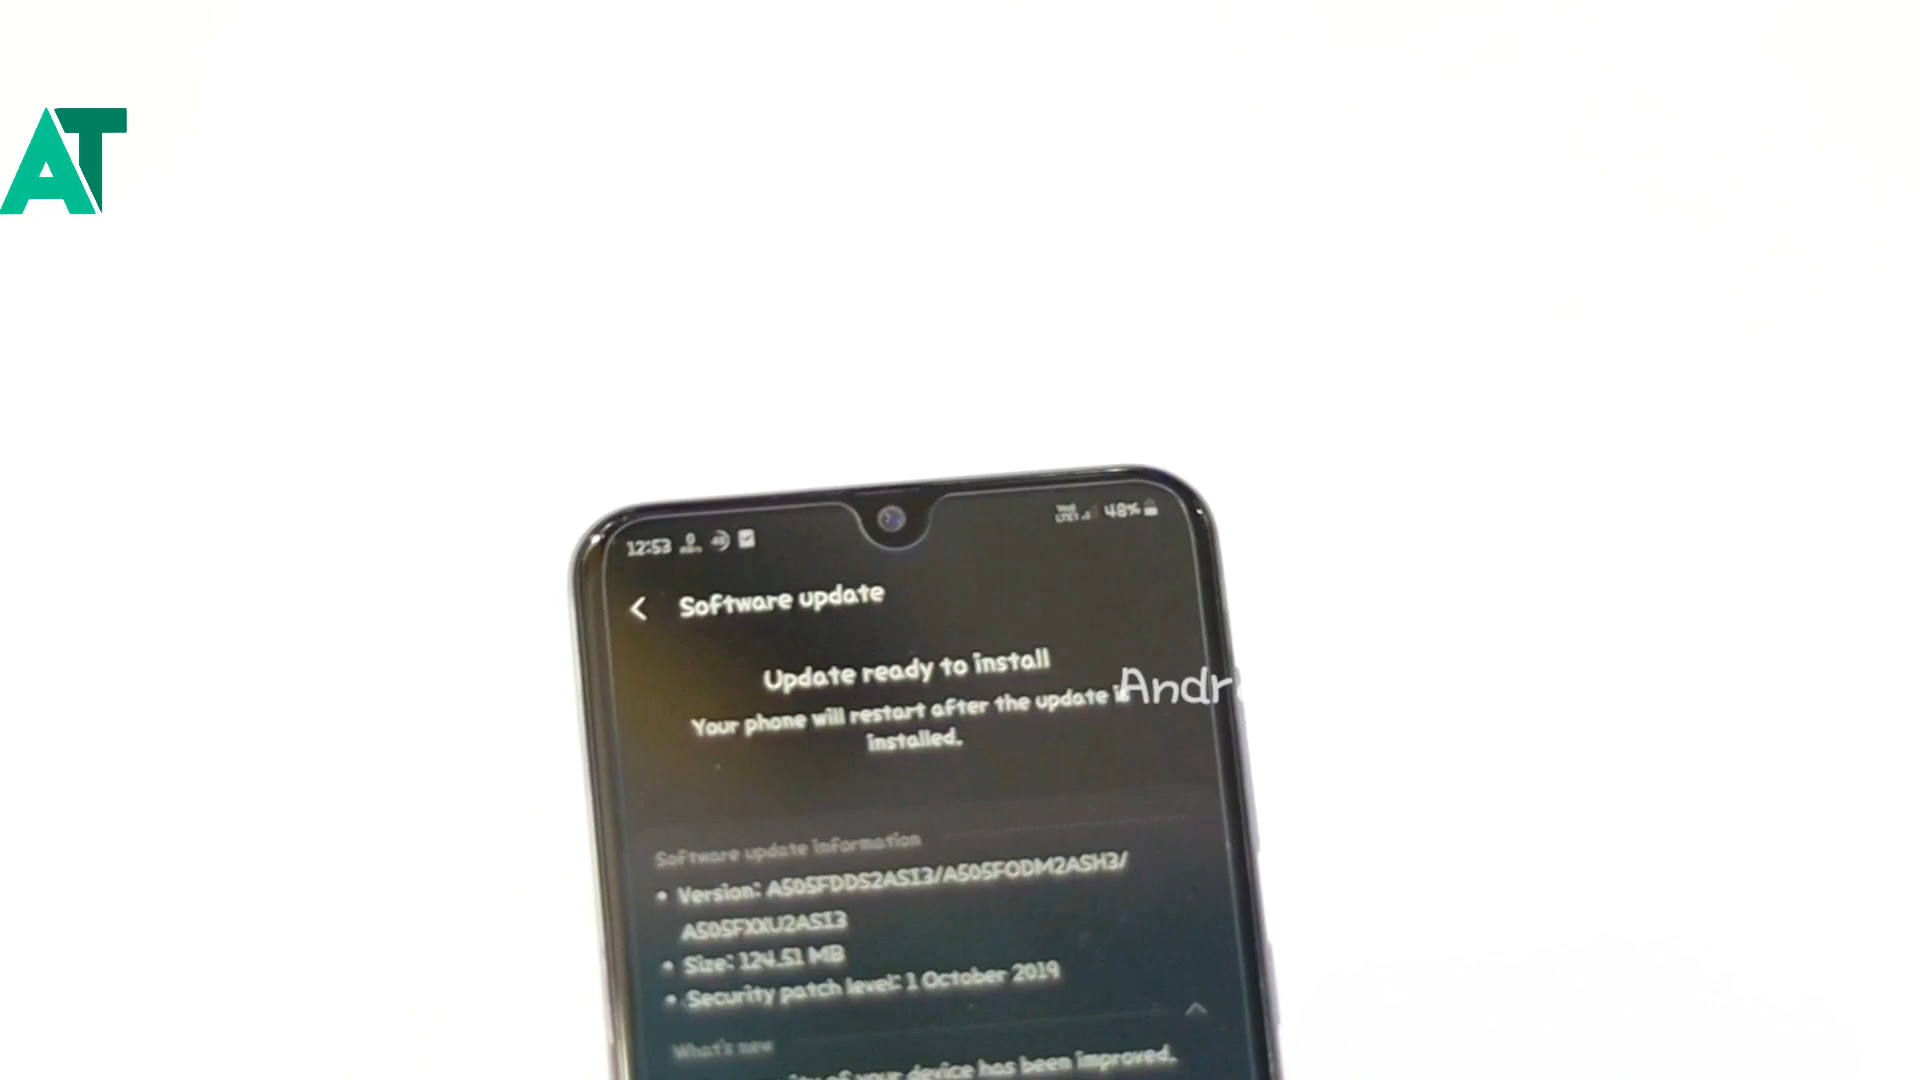 AT
12:53
48%
Software update
Update ready to install
Your phone will restart after the update is
installed.
Andr
Software update information
• Version: A505FDDS2ASI3/A505FODM2ASH3/
A505FXXU2ASI3
• Size: 124.51 MB
• Security patch level: 1 October 2019
What's new
of your device has been improved.